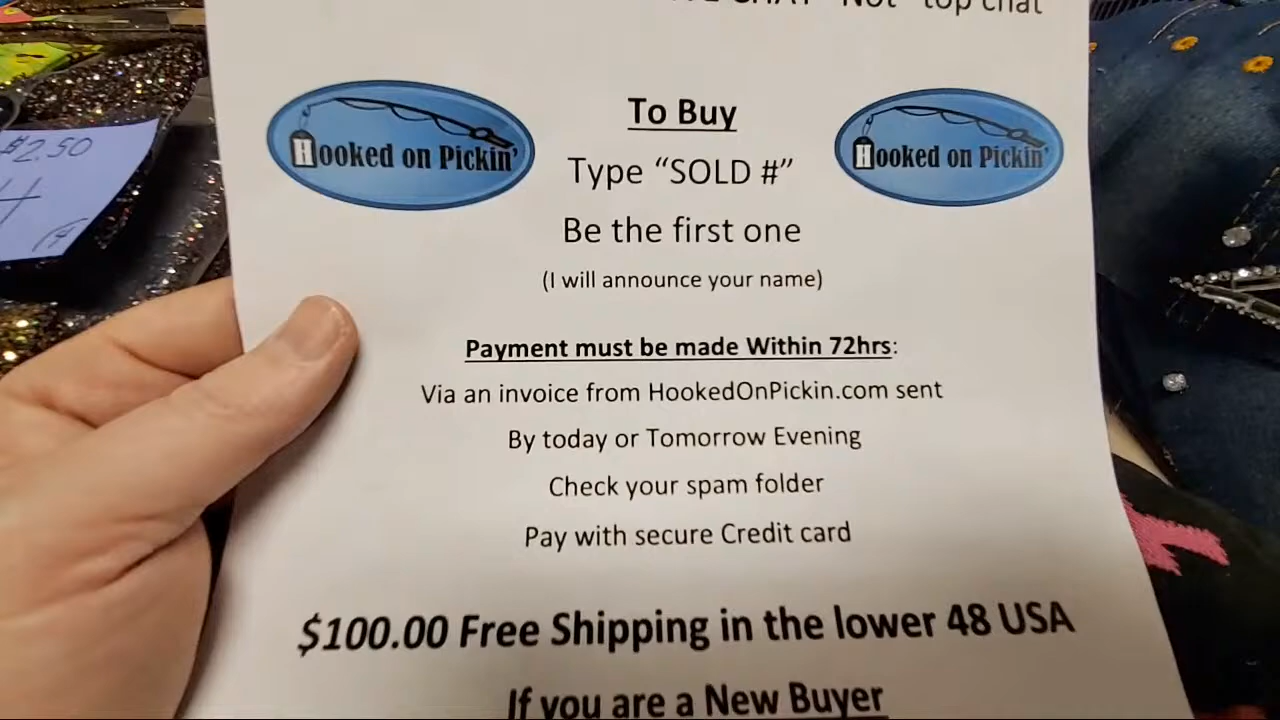 CHAT "Not "top chat
$2.50
Hooked on Pickin'
To Buy
Hooked on Pickin'
Type “SOLD #”
Be the first one
(I will announce your name)
Payment must be made Within 72hrs:
Via an invoice from HookedOnPickin.com sent
By today or Tomorrow Evening
Check your spam folder
Pay with secure Credit card
$100.00 Free Shipping in the lower 48 USA
If you are a New Buyer